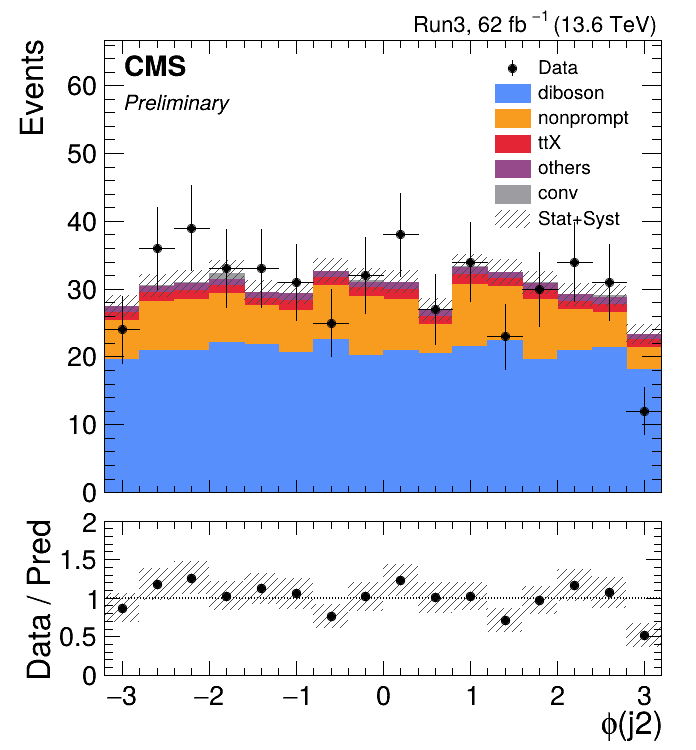 Run3, 62 fb⁻¹ (13.6 TeV)
CMS
Preliminary
Events
60
50
40
30
20
10
0
Data
diboson
nonprompt
ttX
others
conv
Stat+Syst
Data / Pred
2
1.5
1
0.5
0
−3 −2 −1 0 1 2 3
ϕ(j2)